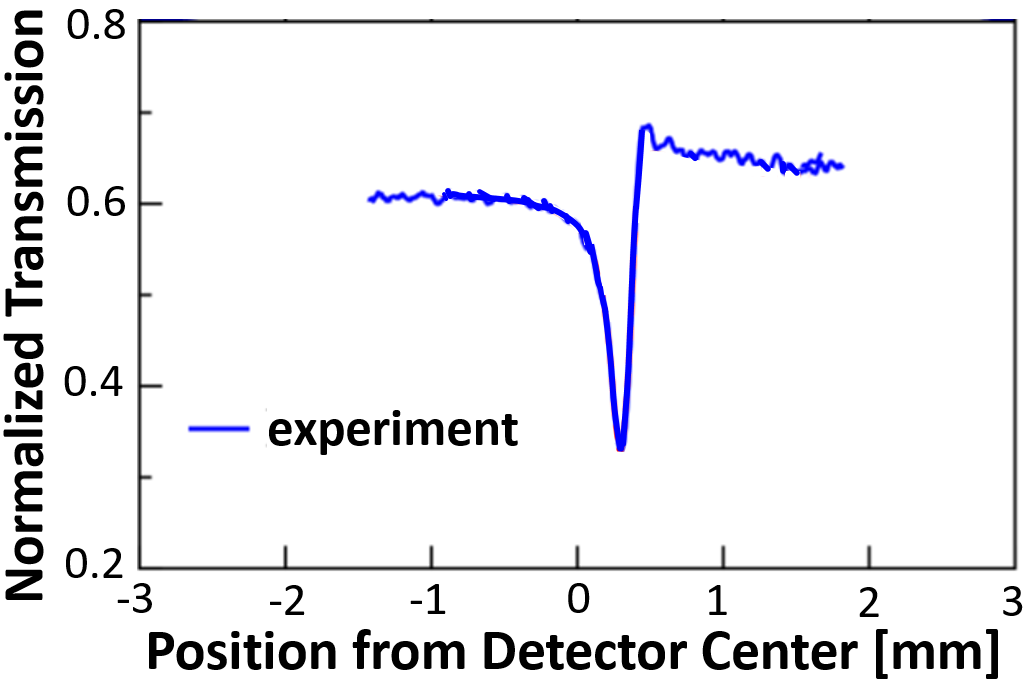 Normalized Transmission
0.8
0.6
0.4
0.2
experiment
-3 -2 -1 0 1 2 3
Position from Detector Center [mm]